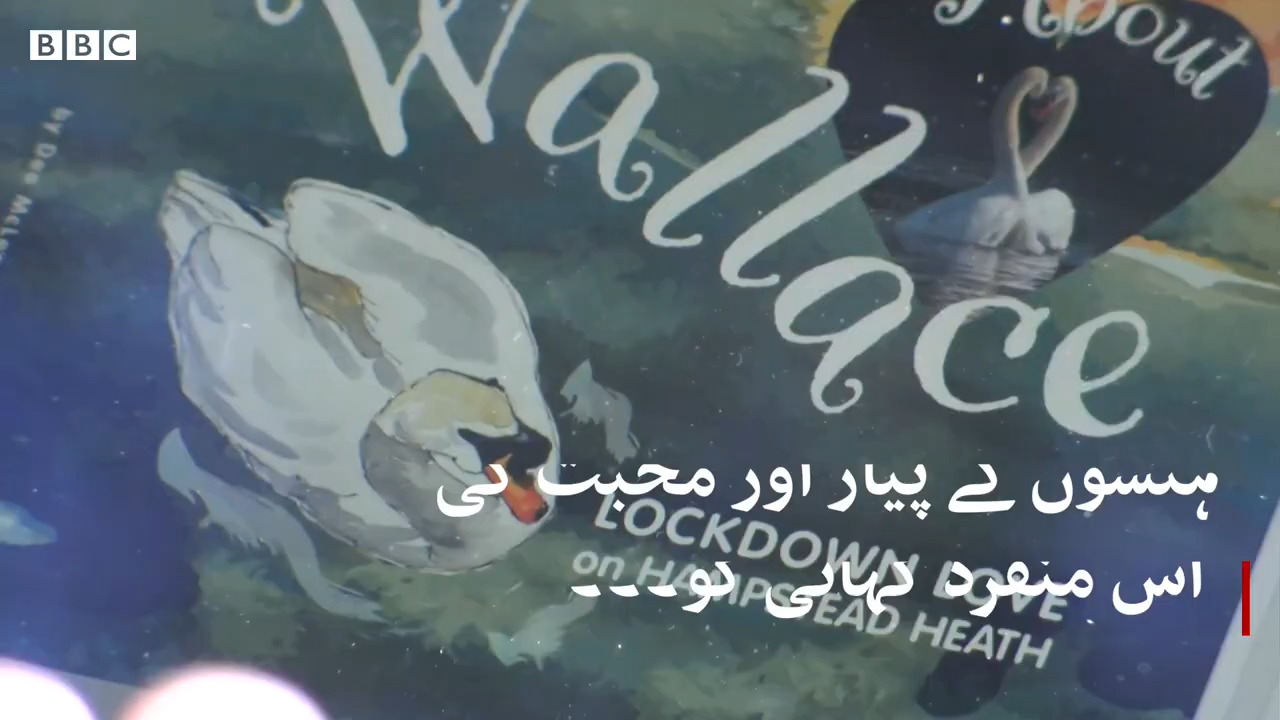 BBC
About
Wallace
by Dee
LOCKDOWN LOVE
on HAMPSTEAD HEATH
ہنسوں کے پیار اور محبت کی
اس منفرد کہانی کو۔۔۔